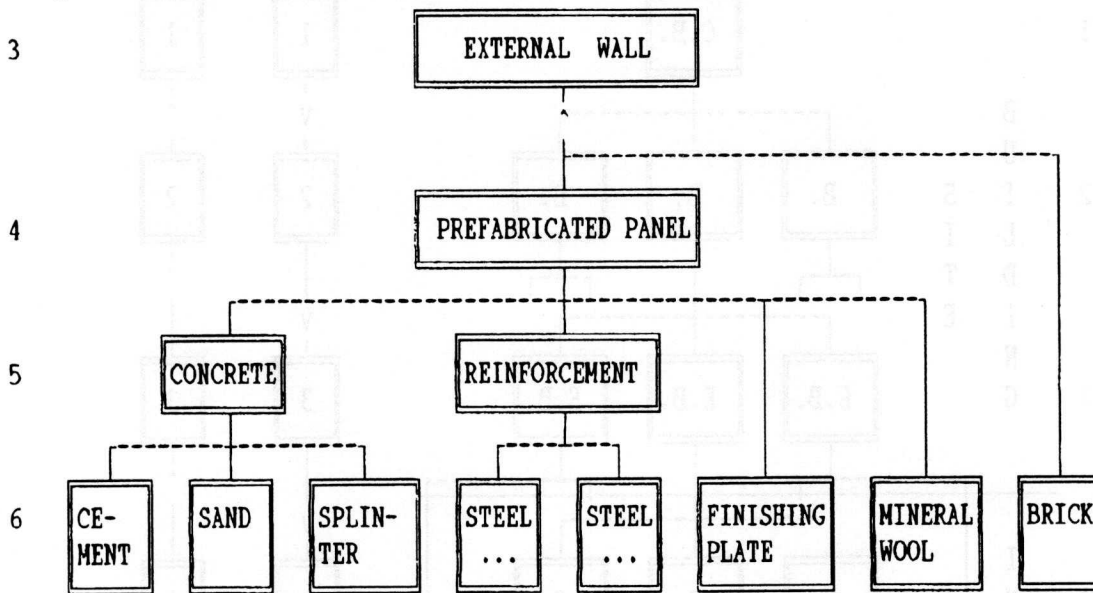 3
EXTERNAL WALL
4
PREFABRICATED PANEL
5
CONCRETE
REINFORCEMENT
6
CE-
MENT
SAND
SPLIN-
TER
STEEL
...
STEEL
...
FINISHING
PLATE
MINERAL
WOOL
BRICK